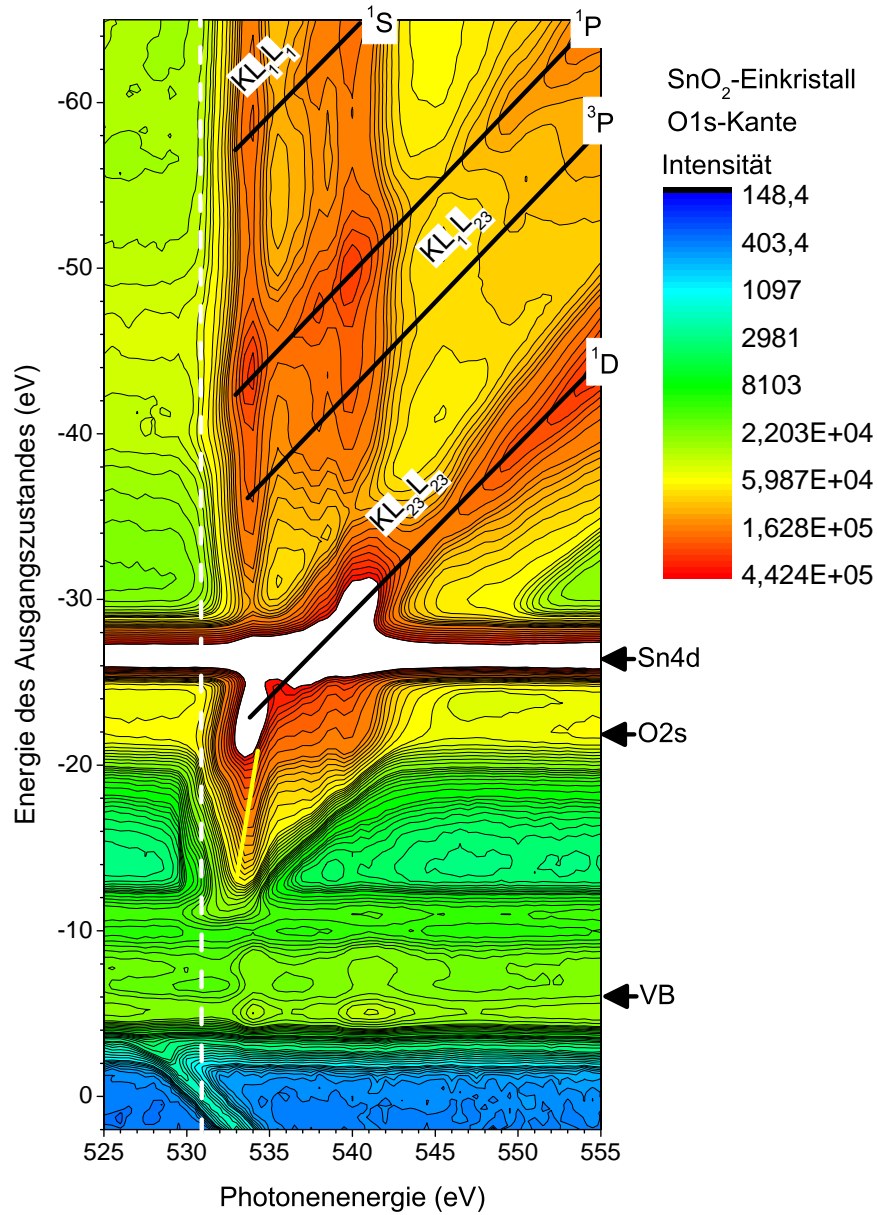 ¹S
¹P
³P
¹D
KL₁L₁
KL₁L₂₃
KL₂₃L₂₃
SnO₂-Einkristall
O1s-Kante
Intensität
148,4
403,4
1097
2981
8103
2,203E+04
5,987E+04
1,628E+05
4,424E+05
Sn4d
O2s
VB
Energie des Ausgangszustandes (eV)
-60
-50
-40
-30
-20
-10
0
525 530 535 540 545 550 555
Photonenenergie (eV)